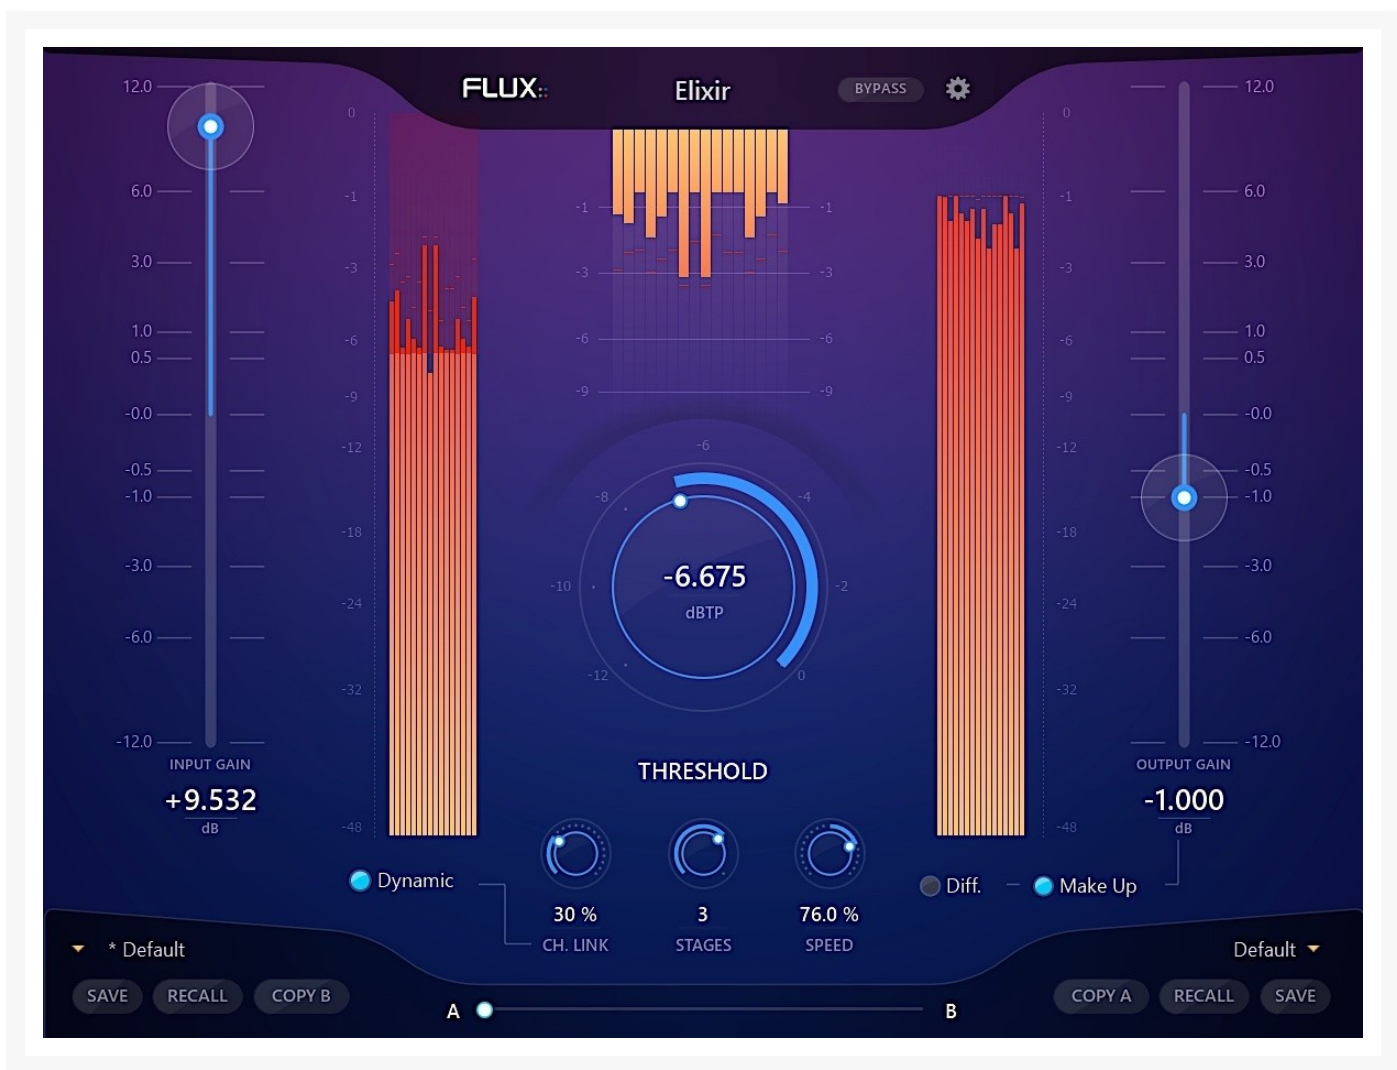 FLUX::
Elixir
BYPASS
12.0
6.0
3.0
1.0
0.5
-0.0
-0.5
-1.0
-3.0
-6.0
-12.0
INPUT GAIN
+9.532
dB
0
-1
-3
-6
-9
-12
-18
-24
-32
-48
-1 -1
-3 -3
-6 -6
-9 -9
-6
-8 -4
-10 -2
-12 0
-6.675
dBTP
THRESHOLD
0
-1
-3
-6
-9
-12
-18
-24
-32
-48
12.0
6.0
3.0
1.0
0.5
-0.0
-0.5
-1.0
-3.0
-6.0
-12.0
OUTPUT GAIN
-1.000
dB
Dynamic
30 % 3 76.0 %
CH. LINK STAGES SPEED
Diff. Make Up
* Default
SAVE RECALL COPY B
A B
Default
COPY A RECALL SAVE